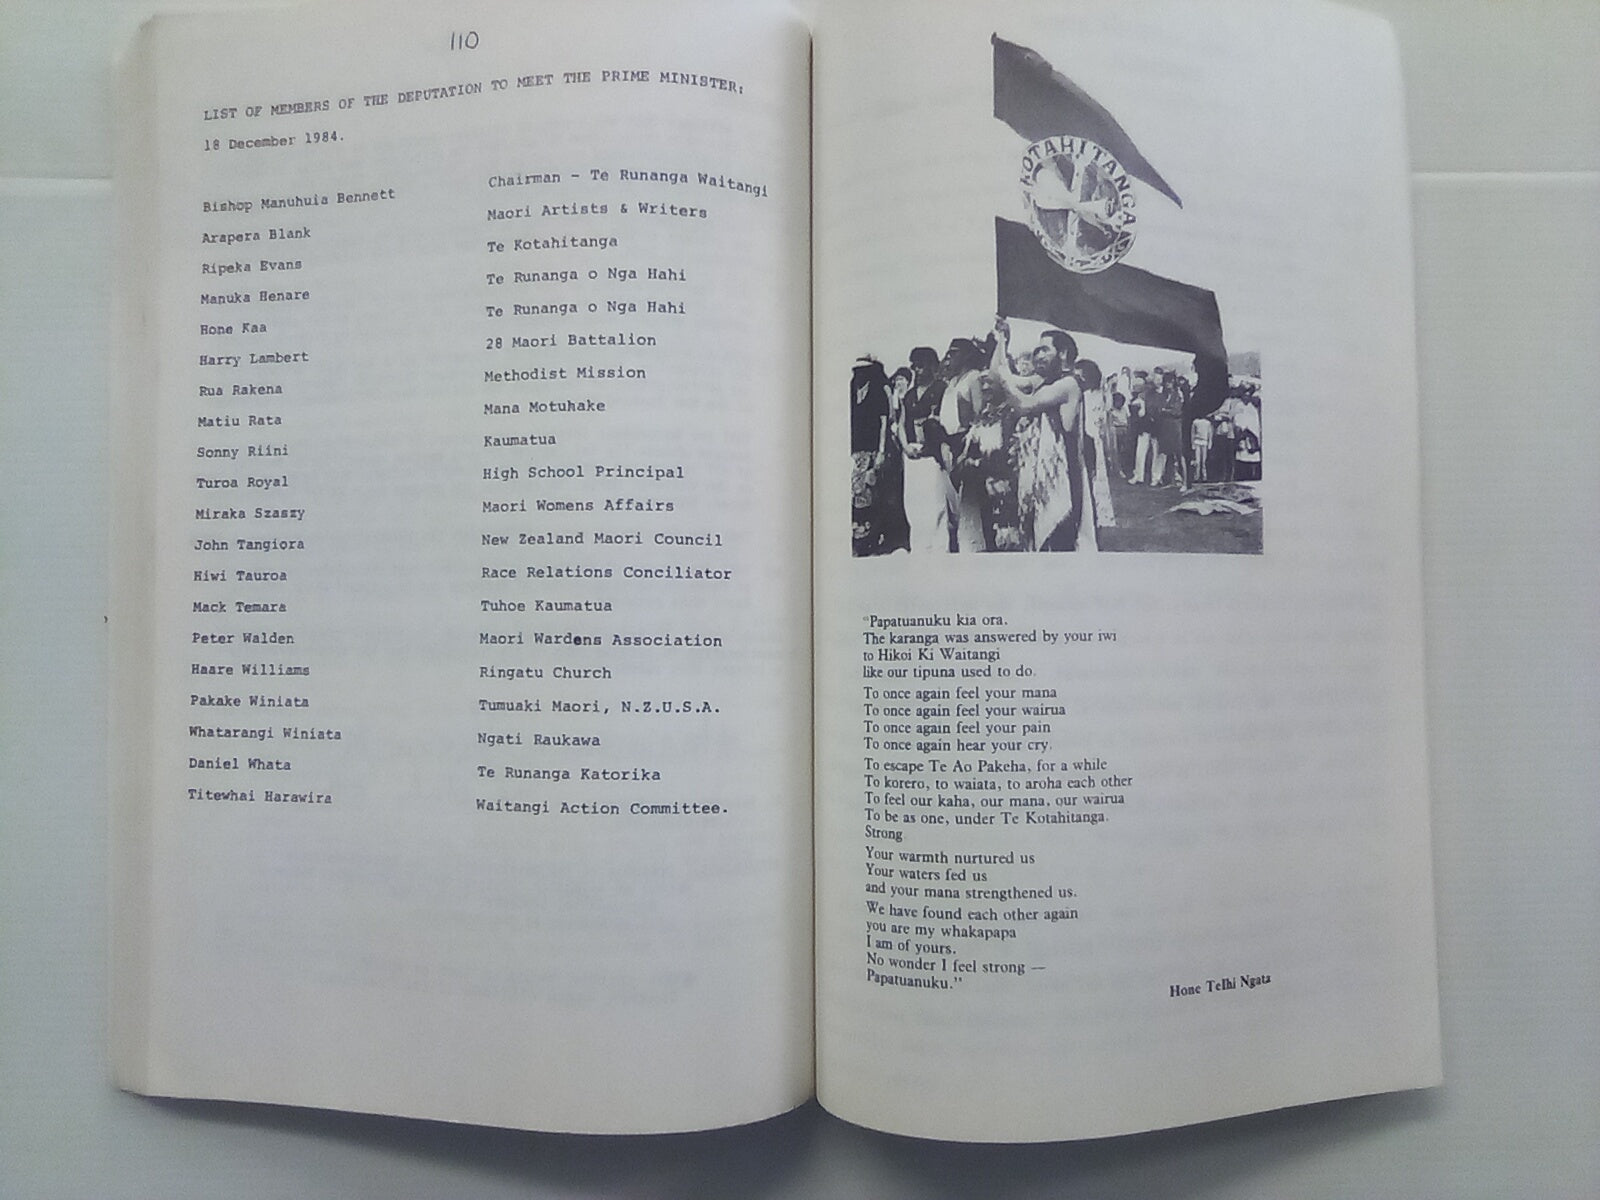 110
LIST OF MEMBERS OF THE DEPUTATION TO MEET THE PRIME MINISTER:
18 December 1984.
Bishop Manuhuia Bennett Chairman - Te Runanga Waitangi
Arapera Blank Maori Artists & Writers
Ripeka Evans Te Kotahitanga
Manuka Henare Te Runanga o Nga Hahi
Hone Kaa Te Runanga o Nga Hahi
Harry Lambert 28 Maori Battalion
Rua Rakena Methodist Mission
Matiu Rata Mana Motuhake
Sonny Riini Kaumatua
Turoa Royal High School Principal
Miraka Szaszy Maori Womens Affairs
John Tangiora New Zealand Maori Council
Hiwi Tauroa Race Relations Conciliator
Mack Temara Tuhoe Kaumatua
Peter Walden Maori Wardens Association
Haare Williams Ringatu Church
Pakake Winiata Tumuaki Maori, N.Z.U.S.A.
Whatarangi Winiata Ngati Raukawa
Daniel Whata Te Runanga Katorika
Titewhai Harawira Waitangi Action Committee.
KOTAHITANGA
"Papatuanuku kia ora.
The karanga was answered by your iwi
to Hikoi Ki Waitangi
like our tipuna used to do.
To once again feel your mana
To once again feel your wairua
To once again feel your pain
To once again hear your cry.
To escape Te Ao Pakeha, for a while
To korero, to waiata, to aroha each other
To feel our kaha, our mana, our wairua
To be as one, under Te Kotahitanga.
Strong.
Your warmth nurtured us
Your waters fed us
and your mana strengthened us.
We have found each other again
you are my whakapapa
I am of yours.
No wonder I feel strong —
Papatuanuku."
Hone TeIhi Ngata